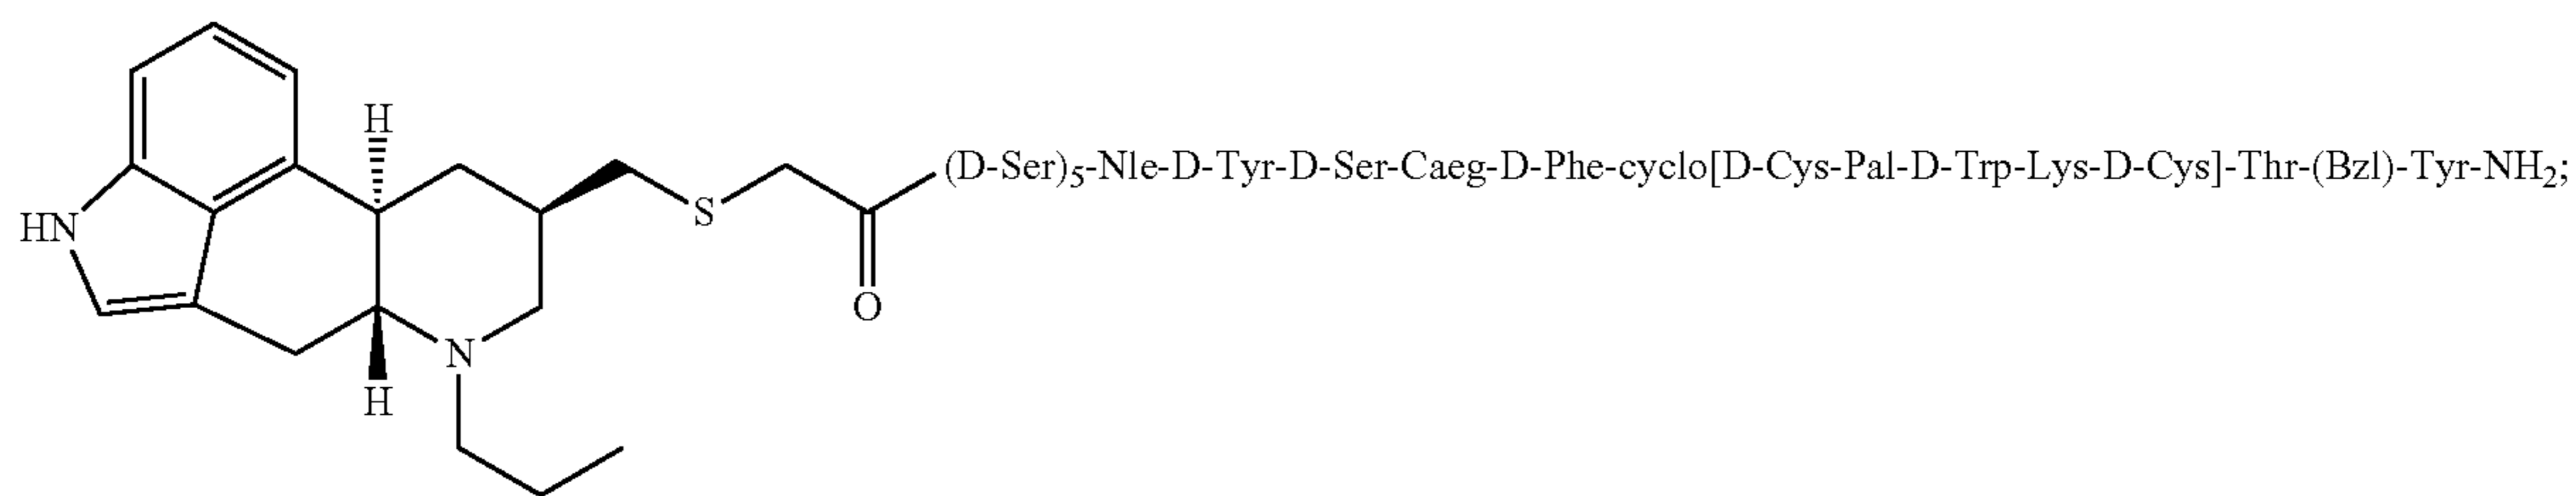 H
HN
S
(D-Ser)5-Nle-D-Tyr-D-Ser-Caeg-D-Phe-cyclo[D-Cys-Pal-D-Trp-Lys-D-Cys]-Thr-(Bzl)-Tyr-NH2;
O
N
H